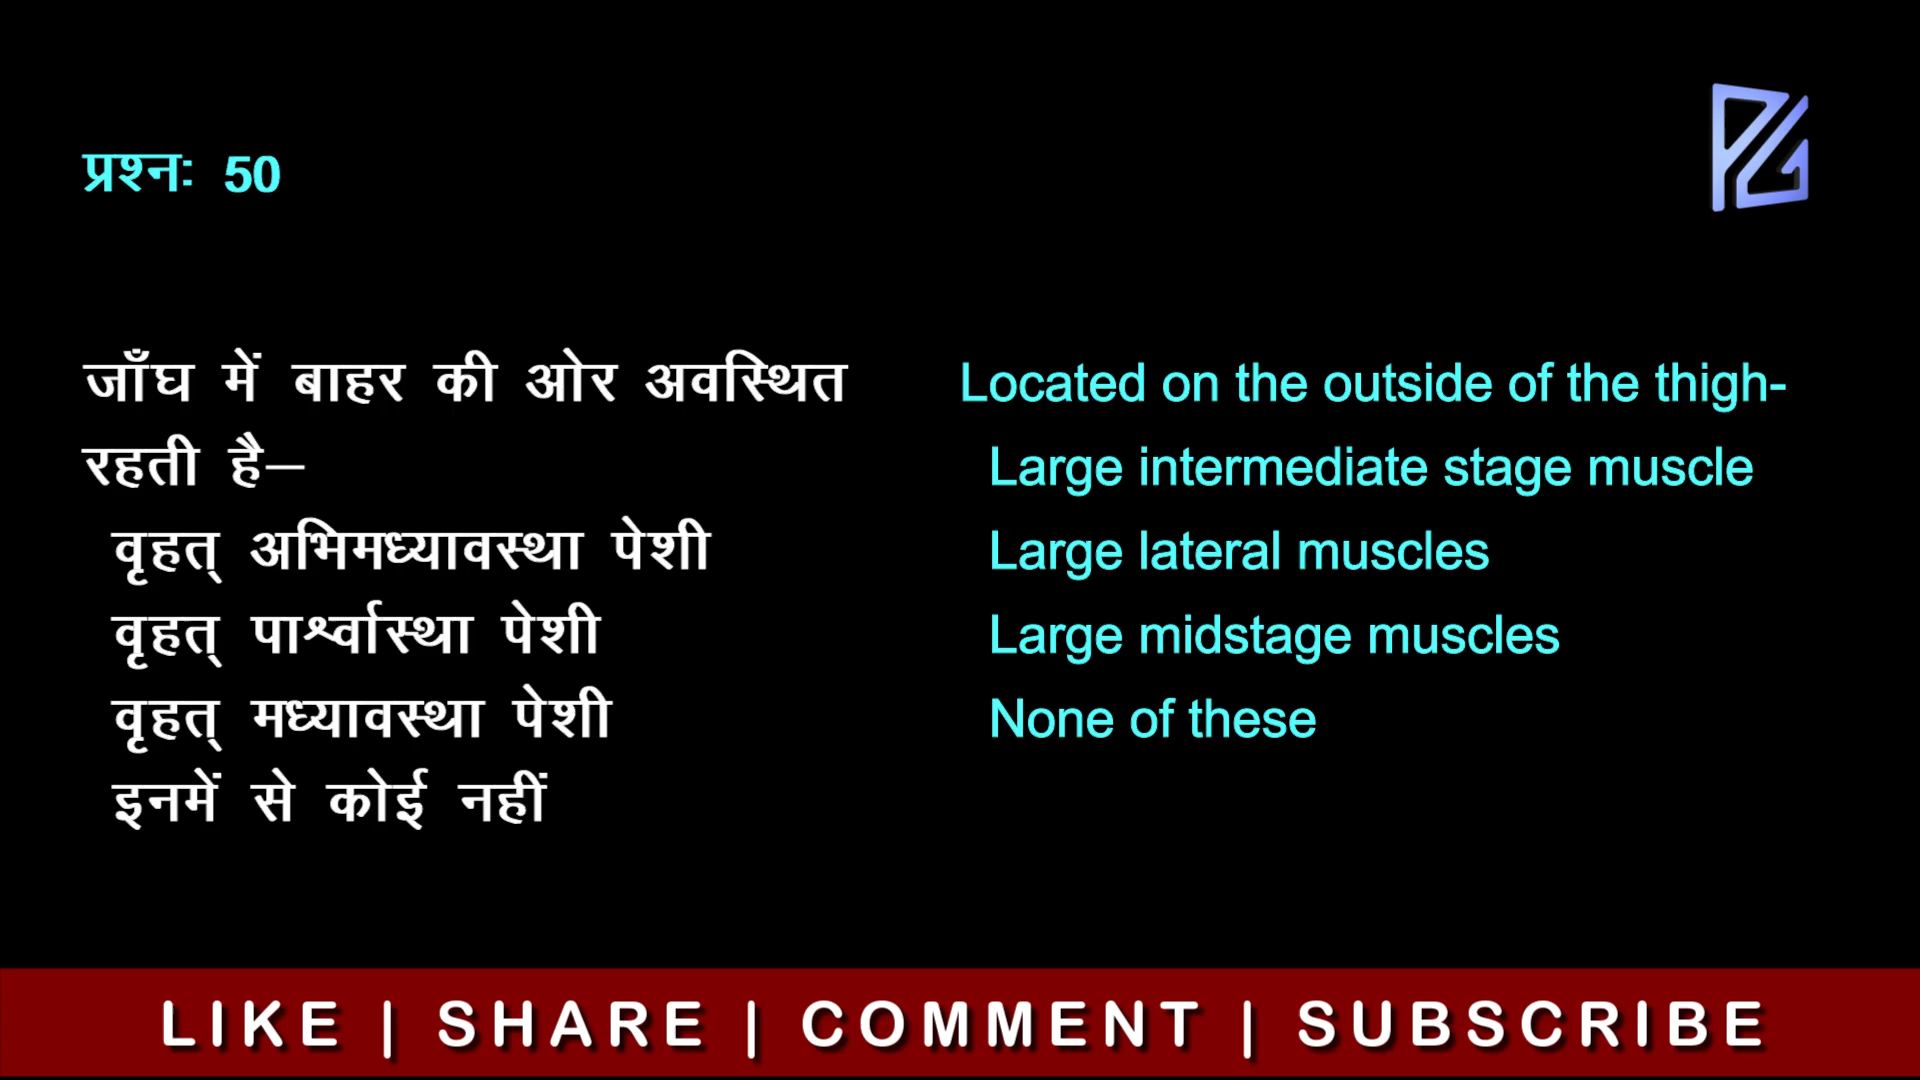 प्रश्नः 50
जाँघ में बाहर की ओर अवस्थित
रहती है—
वृहत् अभिमध्यावस्था पेशी
वृहत् पार्श्वास्था पेशी
वृहत् मध्यावस्था पेशी
इनमें से कोई नहीं
Located on the outside of the thigh-
Large intermediate stage muscle
Large lateral muscles
Large midstage muscles
None of these
LIKE | SHARE | COMMENT | SUBSCRIBE